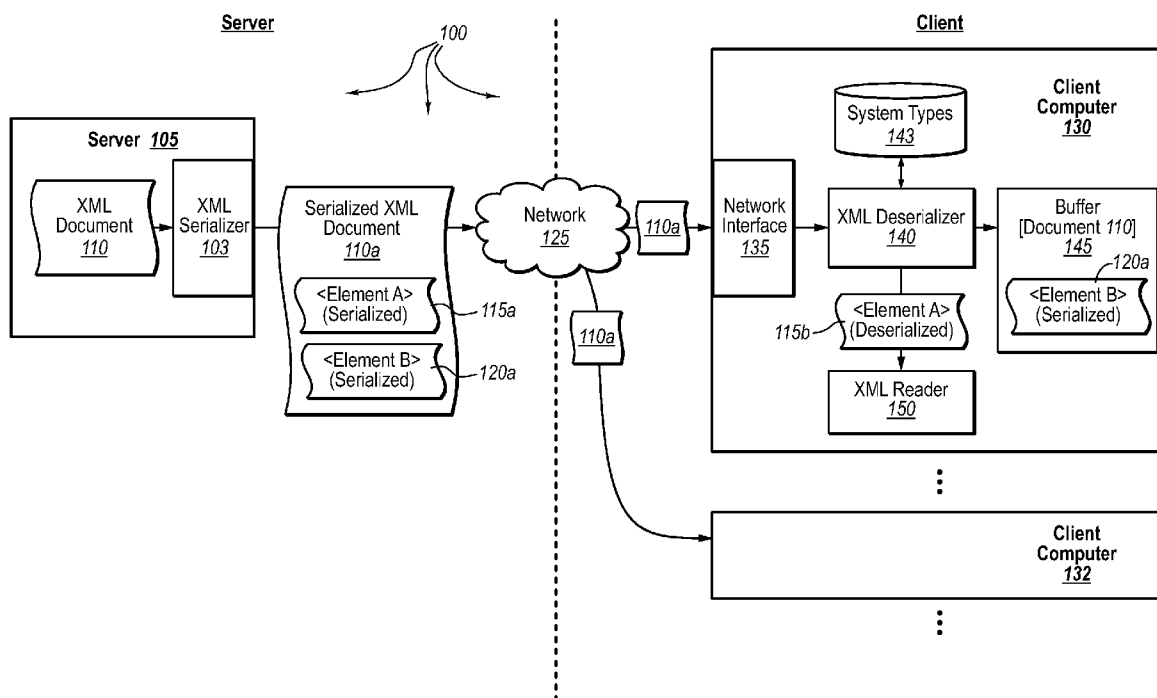 Server
100
Client
Server 105
XML
Document
110
XML
Serializer
103
Serialized XML
Document
110a
<Element A>
(Serialized)
115a
<Element B>
(Serialized)
120a
Network
125
110a
110a
Client
Computer
130
System Types
143
Network
Interface
135
XML Deserializer
140
Buffer
[Document 110]
145
120a
<Element B>
(Serialized)
<Element A>
(Deserialized)
115b
XML Reader
150
Client
Computer
132